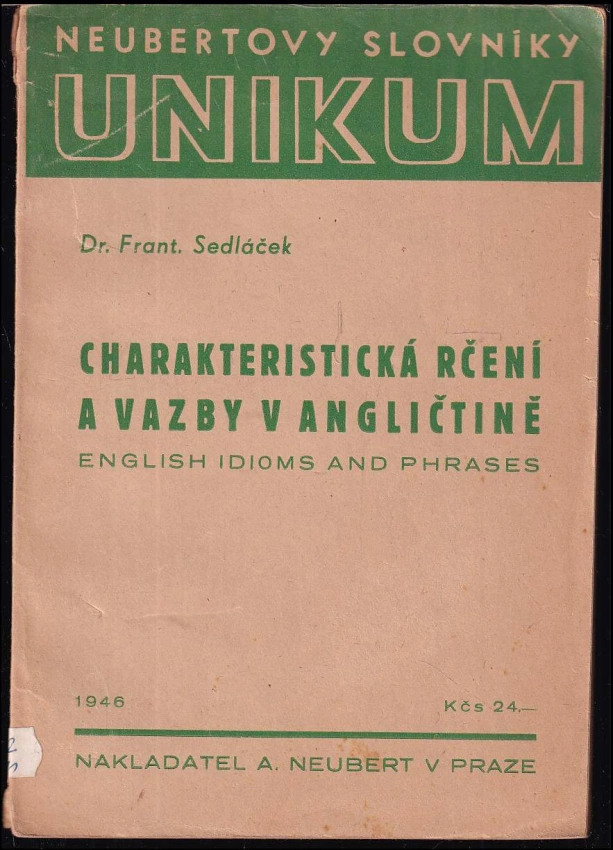 NEUBERTOVY SLOVNÍKY
UNIKUM
Dr. Frant. Sedláček
CHARAKTERISTICKÁ RČENÍ
A VAZBY V ANGLIČTINĚ
ENGLISH IDIOMS AND PHRASES
1946 Kčs 24,—
NAKLADATEL A. NEUBERT V PRAZE